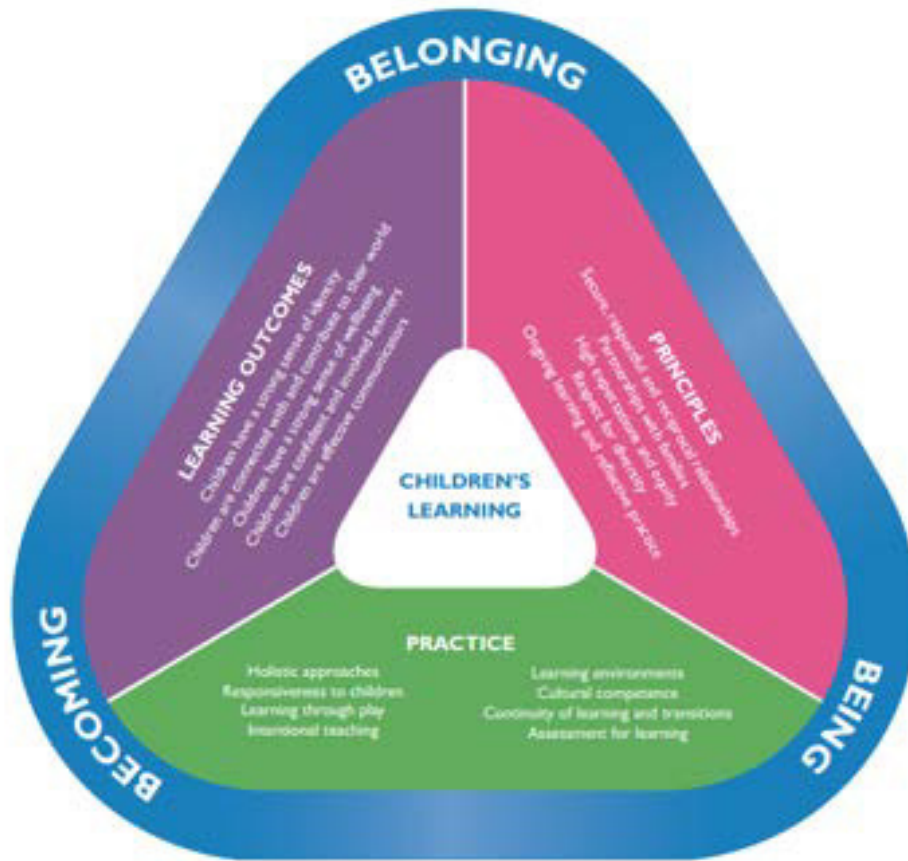 BELONGING
LEARNING OUTCOMES
Children have a strong sense of identity
Children are connected with and contribute to their world
Children have a strong sense of wellbeing
Children are confident and involved learners
Children are effective communicators
PRINCIPLES
Secure, respectful and reciprocal relationships
Partnerships with families
High expectations and equity
Respect for diversity
Ongoing learning and reflective practice
CHILDREN'S
LEARNING
PRACTICE
Holistic approaches
Responsiveness to children
Learning through play
Intentional teaching
Learning environments
Cultural competence
Continuity of learning and transitions
Assessment for learning
BECOMING
BEING